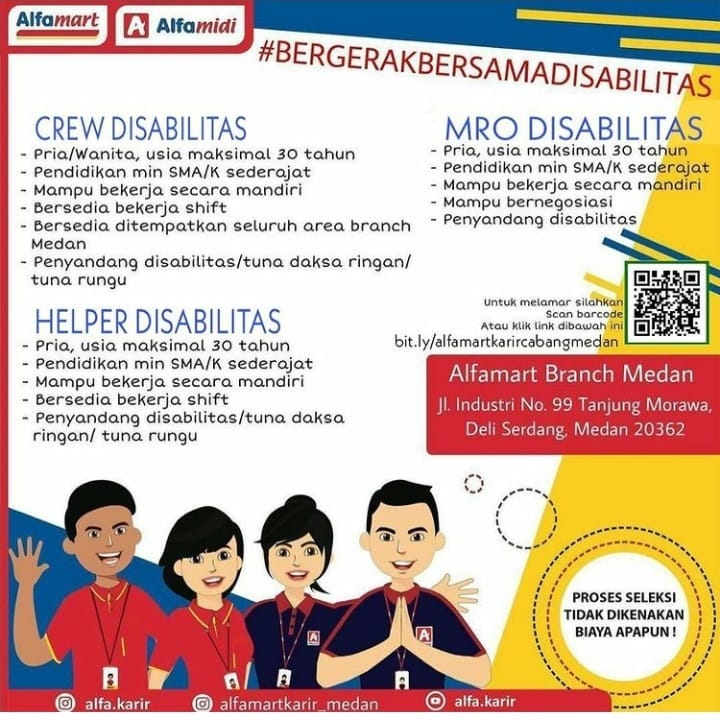 Alfamart
Alfamidi
#BERGERAKBERSAMADISABILITAS
CREW DISABILITAS
- Pria/Wanita, usia maksimal 30 tahun
- Pendidikan min SMA/K sederajat
- Mampu bekerja secara mandiri
- Bersedia bekerja shift
- Bersedia ditempatkan seluruh area branch
Medan
- Penyandang disabilitas/tuna daksa ringan/
tuna rungu
MRO DISABILITAS
- Pria, usia maksimal 30 tahun
- Pendidikan min SMA/K sederajat
- Mampu bekerja secara mandiri
- Mampu bernegosiasi
- Penyandang disabilitas
HELPER DISABILITAS
- Pria, usia maksimal 30 tahun
- Pendidikan min SMA/K sederajat
- Mampu bekerja secara mandiri
- Bersedia bekerja shift
- Penyandang disabilitas/tuna daksa
ringan/ tuna rungu
Untuk melamar silahkan
Scan barcode
Atau klik link dibawah ini
bit.ly/alfamartkarircabangmedan
Alfamart Branch Medan
Jl. Industri No. 99 Tanjung Morawa,
Deli Serdang, Medan 20362
PROSES SELEKSI
TIDAK DIKENAKAN
BIAYA APAPUN !
alfa.karir
alfamartkarir_medan
alfa.karir